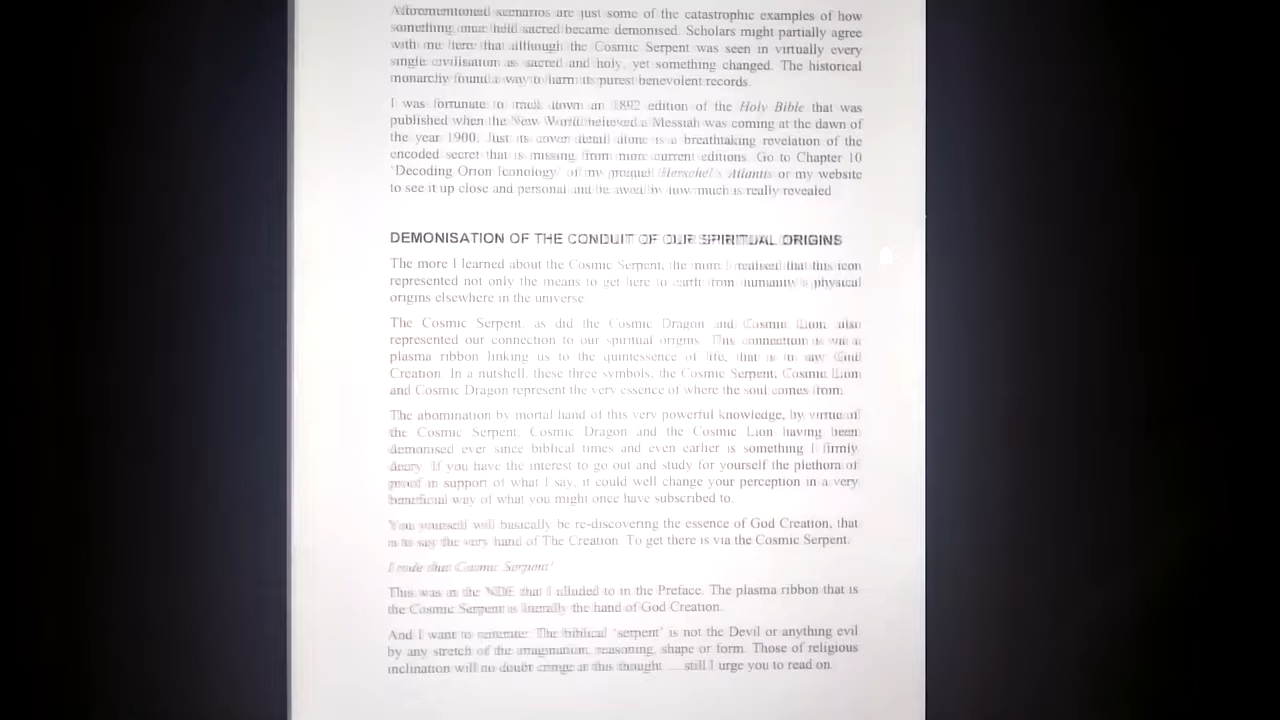 Aforementioned scenarios are just some of the catastrophic examples of how
something once held sacred became demonised. Scholars might partially agree
with me here that although the Cosmic Serpent was seen in virtually every
single civilisation as sacred and holy, yet something changed. The historical
monarchy found a way to harm its purest benevolent records.
I was fortunate to track down an 1892 edition of the Holy Bible that was
published when the New World believed a Messiah was coming at the dawn of
the year 1900. Just its cover detail alone is a breathtaking revelation of the
encoded secret that is missing from more current editions. Go to Chapter 10
'Decoding Orion Iconology' of my prequel Herschel's Atlantis or my website
to see it up close and personal and be awed by how much is really revealed
DEMONISATION OF THE CONDUIT OF OUR SPIRITUAL ORIGINS
The more I learned about the Cosmic Serpent, the more I realised that this icon
represented not only the means to get here to earth from humanity's physical
origins elsewhere in the universe
The Cosmic Serpent, as did the Cosmic Dragon and Cosmic Lion, also
represented our connection to our spiritual origins. This connection is via a
plasma ribbon linking us to the quintessence of life, that is to say God
Creation. In a nutshell, these three symbols, the Cosmic Serpent, Cosmic Lion
and Cosmic Dragon represent the very essence of where the soul comes from.
The abomination by mortal hand of this very powerful knowledge, by virtue of
the Cosmic Serpent, Cosmic Dragon and the Cosmic Lion having been
demonised ever since biblical times and even earlier is something I firmly
decry. If you have the interest to go out and study for yourself the plethora of
proof in support of what I say, it could well change your perception in a very
beneficial way of what you might once have subscribed to.
You yourself will basically be re-discovering the essence of God Creation, that
is to say the very hand of The Creation. To get there is via the Cosmic Serpent.
I rode that Cosmic Serpent!
This was in the NDE that I alluded to in the Preface. The plasma ribbon that is
the Cosmic Serpent is literally the hand of God Creation.
And I want to reiterate: The biblical 'serpent' is not the Devil or anything evil
by any stretch of the imagination, reasoning, shape or form. Those of religious
inclination will no doubt cringe at this thought ... still I urge you to read on.